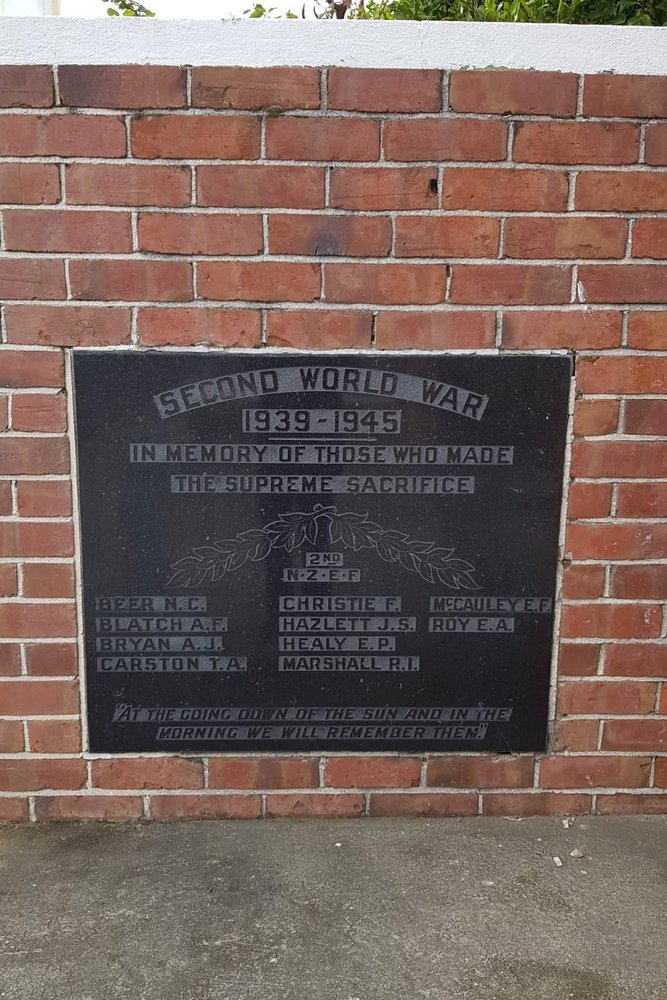 SECOND WORLD WAR
1939-1945
IN MEMORY OF THOSE WHO MADE
THE SUPREME SACRIFICE
2ND
N·Z·E·F
BEER N.C.
BLATCH A.F.
BRYAN A.J.
CARSTON T.A.
CHRISTIE F.
HAZLETT J.S.
HEALY E.P.
MARSHALL R.I.
McCAULEY E.F.
ROY E.A.
"AT THE GOING DOWN OF THE SUN AND IN THE
MORNING WE WILL REMEMBER THEM."